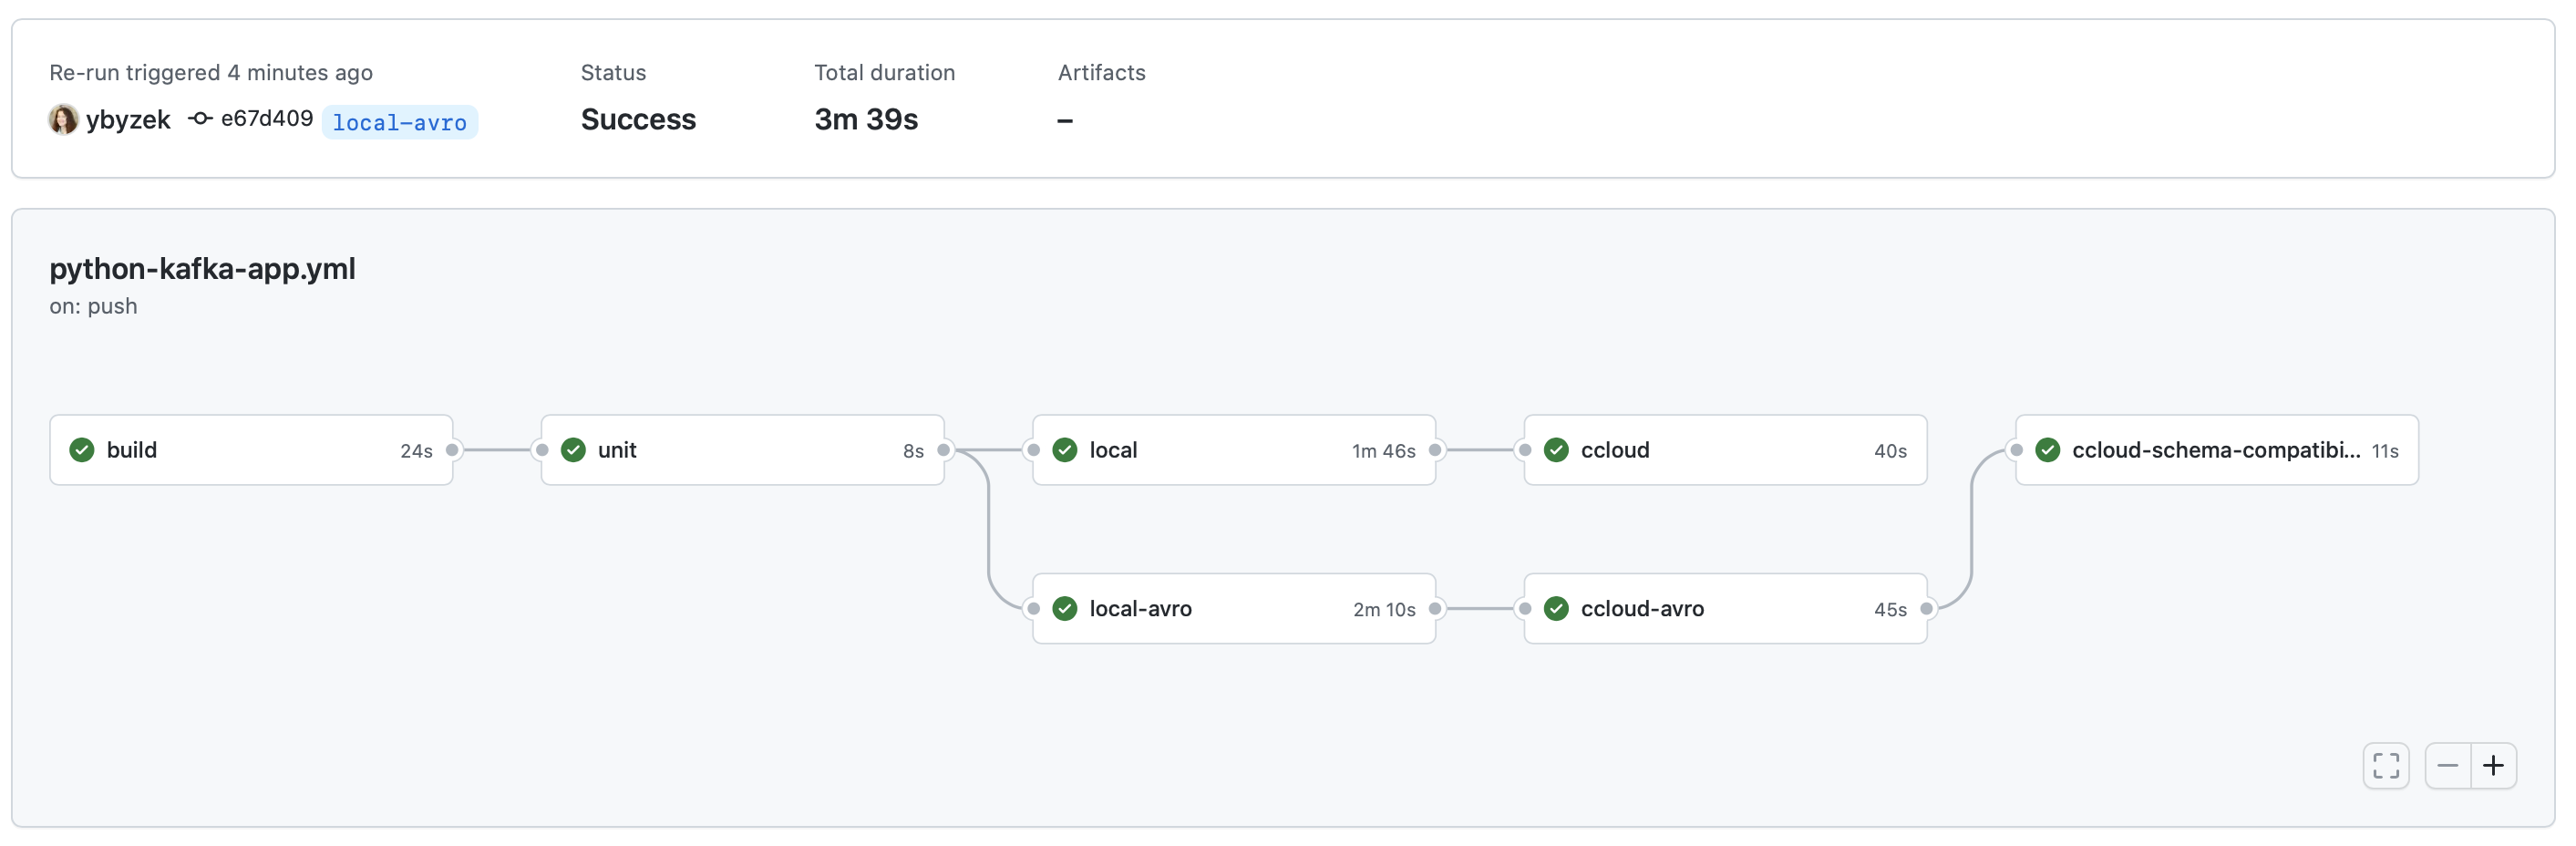 Re-run triggered 4 minutes ago
ybyzek e67d409 local-avro
Status
Success
Total duration
3m 39s
Artifacts
–
python-kafka-app.yml
on: push
build 24s
unit 8s
local 1m 46s
ccloud 40s
ccloud-schema-compatibi... 11s
local-avro 2m 10s
ccloud-avro 45s